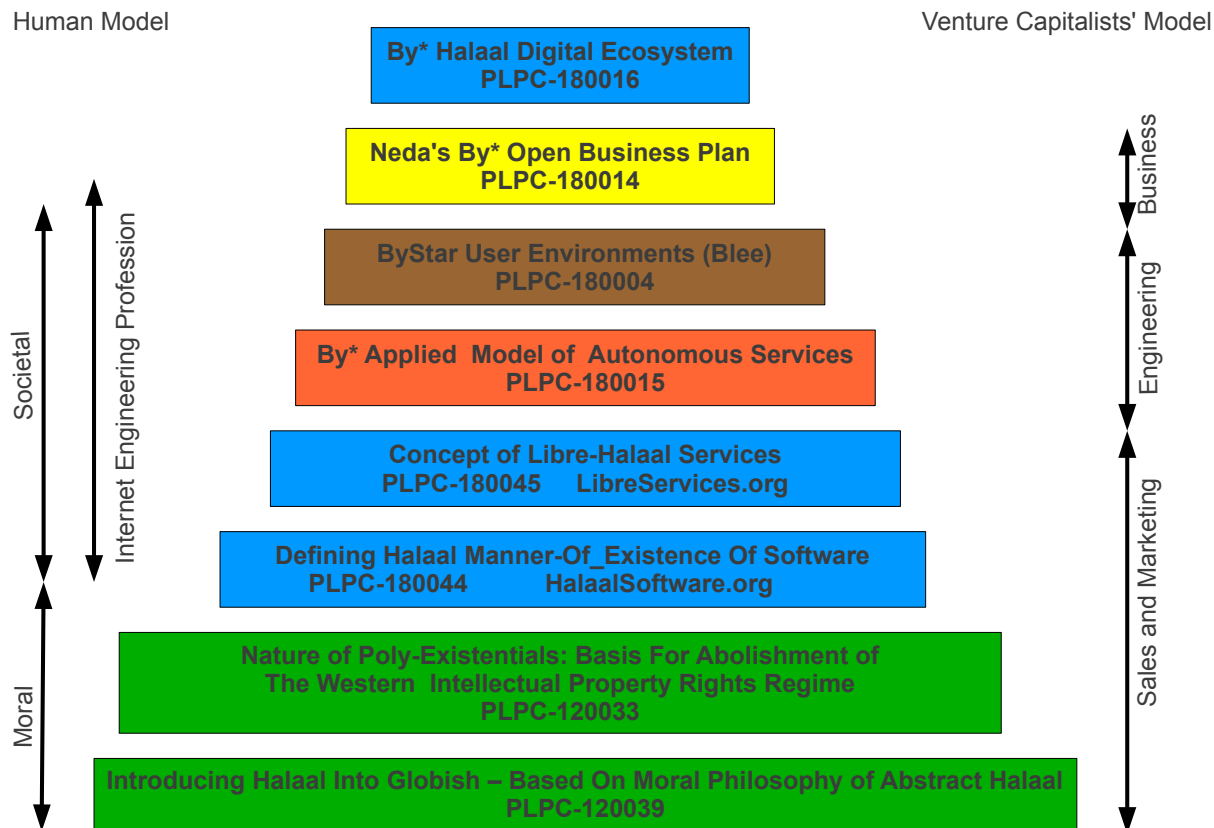 Human Model
Venture Capitalists' Model
By* Halaal Digital Ecosystem
PLPC-180016
Neda's By* Open Business Plan
PLPC-180014
Business
ByStar User Environments (Blee)
PLPC-180004
Engineering
By* Applied Model of Autonomous Services
PLPC-180015
Societal
Internet Engineering Profession
Concept of Libre-Halaal Services
PLPC-180045 LibreServices.org
Defining Halaal Manner-Of_Existence Of Software
PLPC-180044 HalaalSoftware.org
Sales and Marketing
Moral
Nature of Poly-Existentials: Basis For Abolishment of
The Western Intellectual Property Rights Regime
PLPC-120033
Introducing Halaal Into Globish – Based On Moral Philosophy of Abstract Halaal
PLPC-120039